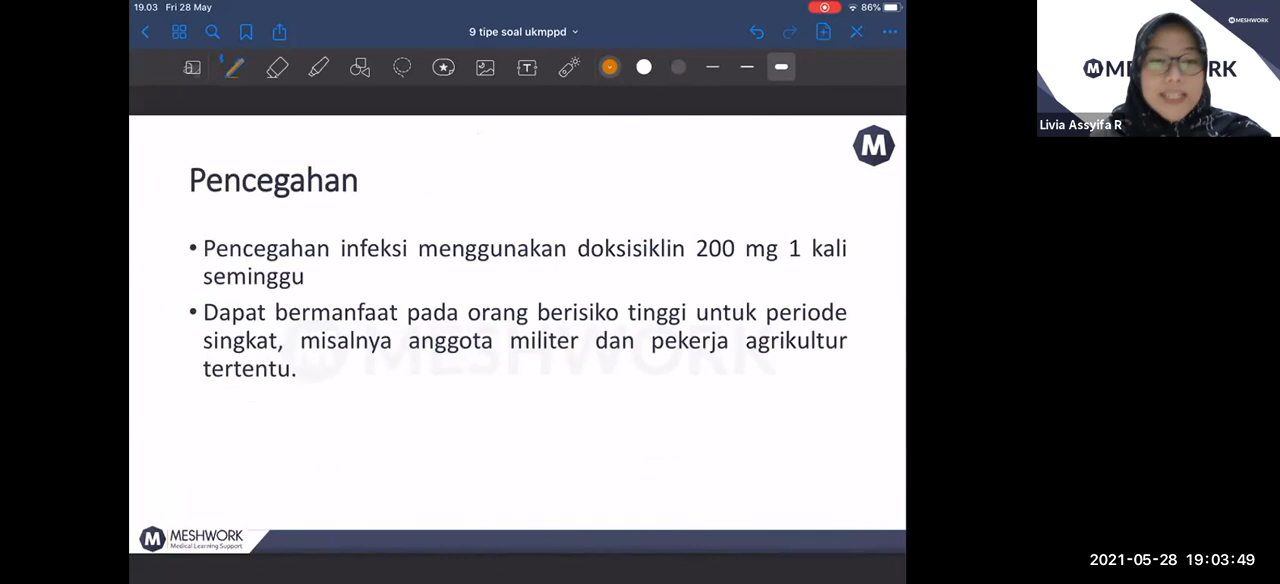 19.03 Fri 28 May
86%
9 tipe soal ukmppd
MESHWORK
MESHWORK
Livia Assyifa R
M
Pencegahan
• Pencegahan infeksi menggunakan doksisiklin 200 mg 1 kali
seminggu
• Dapat bermanfaat pada orang berisiko tinggi untuk periode
singkat, misalnya anggota militer dan pekerja agrikultur
tertentu.
MESHWORK
M MESHWORK
Medical Learning Support
2021-05-28 19:03:49